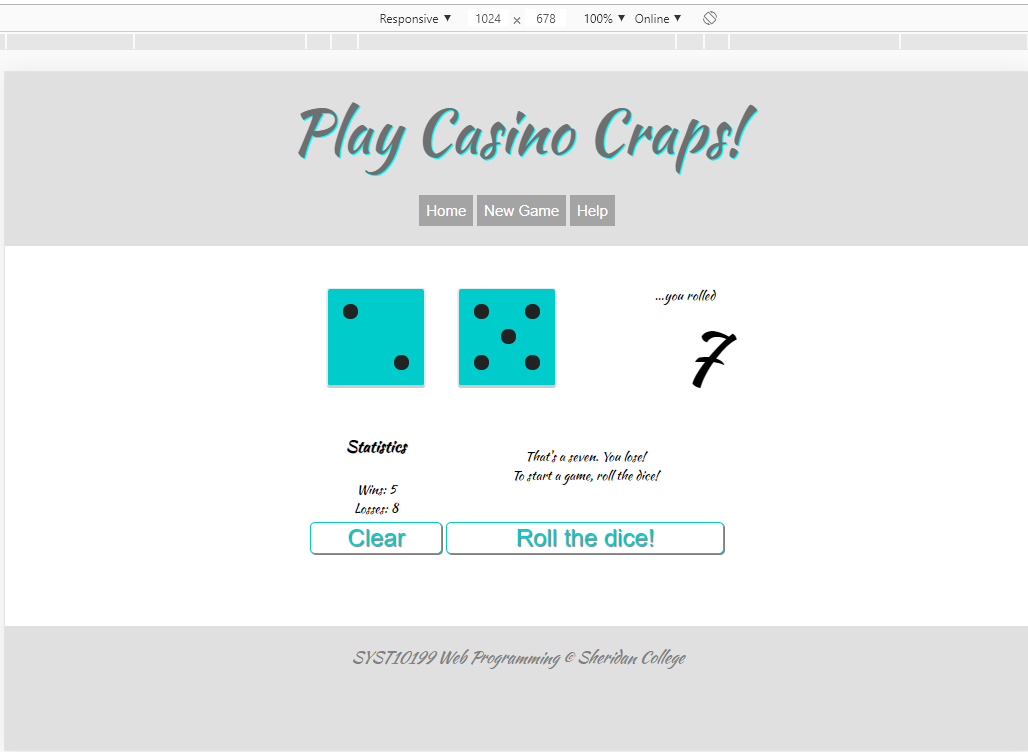 Responsive ▼ 1024 × 678 100% ▼ Online ▼
Play Casino Craps!
Home New Game Help
...you rolled
7
Statistics
That's a seven. You lose!
To start a game, roll the dice!
Wins: 5
Losses: 8
Clear Roll the dice!
SYST10199 Web Programming © Sheridan College